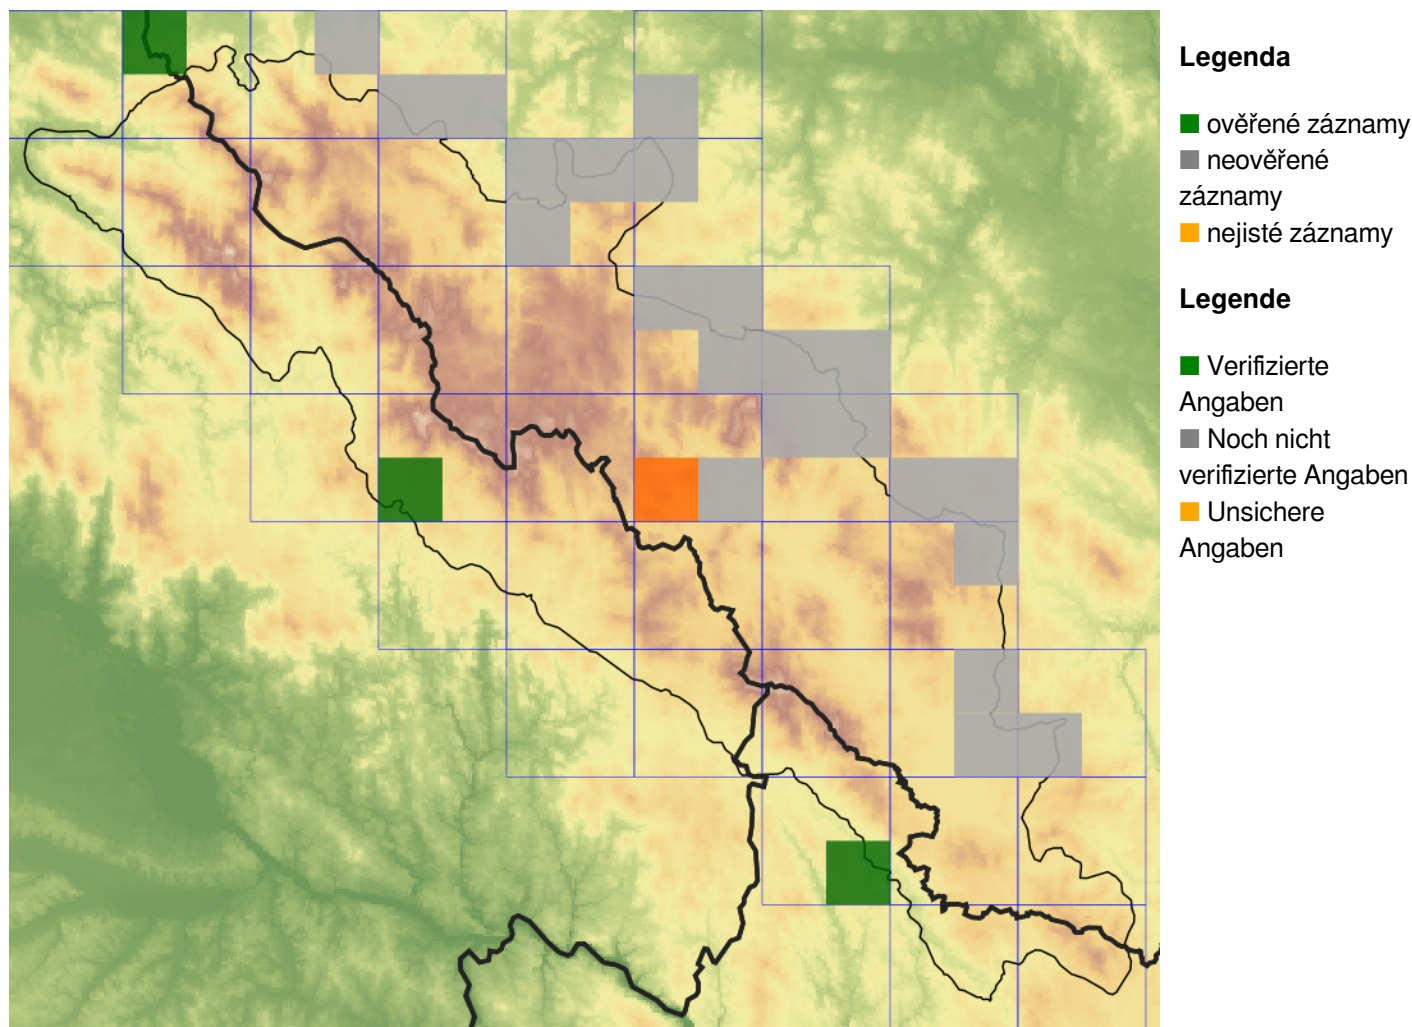 Legenda
ověřené záznamy
neověřené
záznamy
nejisté záznamy
Legende
Verifizierte
Angaben
Noch nicht
verifizierte Angaben
Unsichere
Angaben